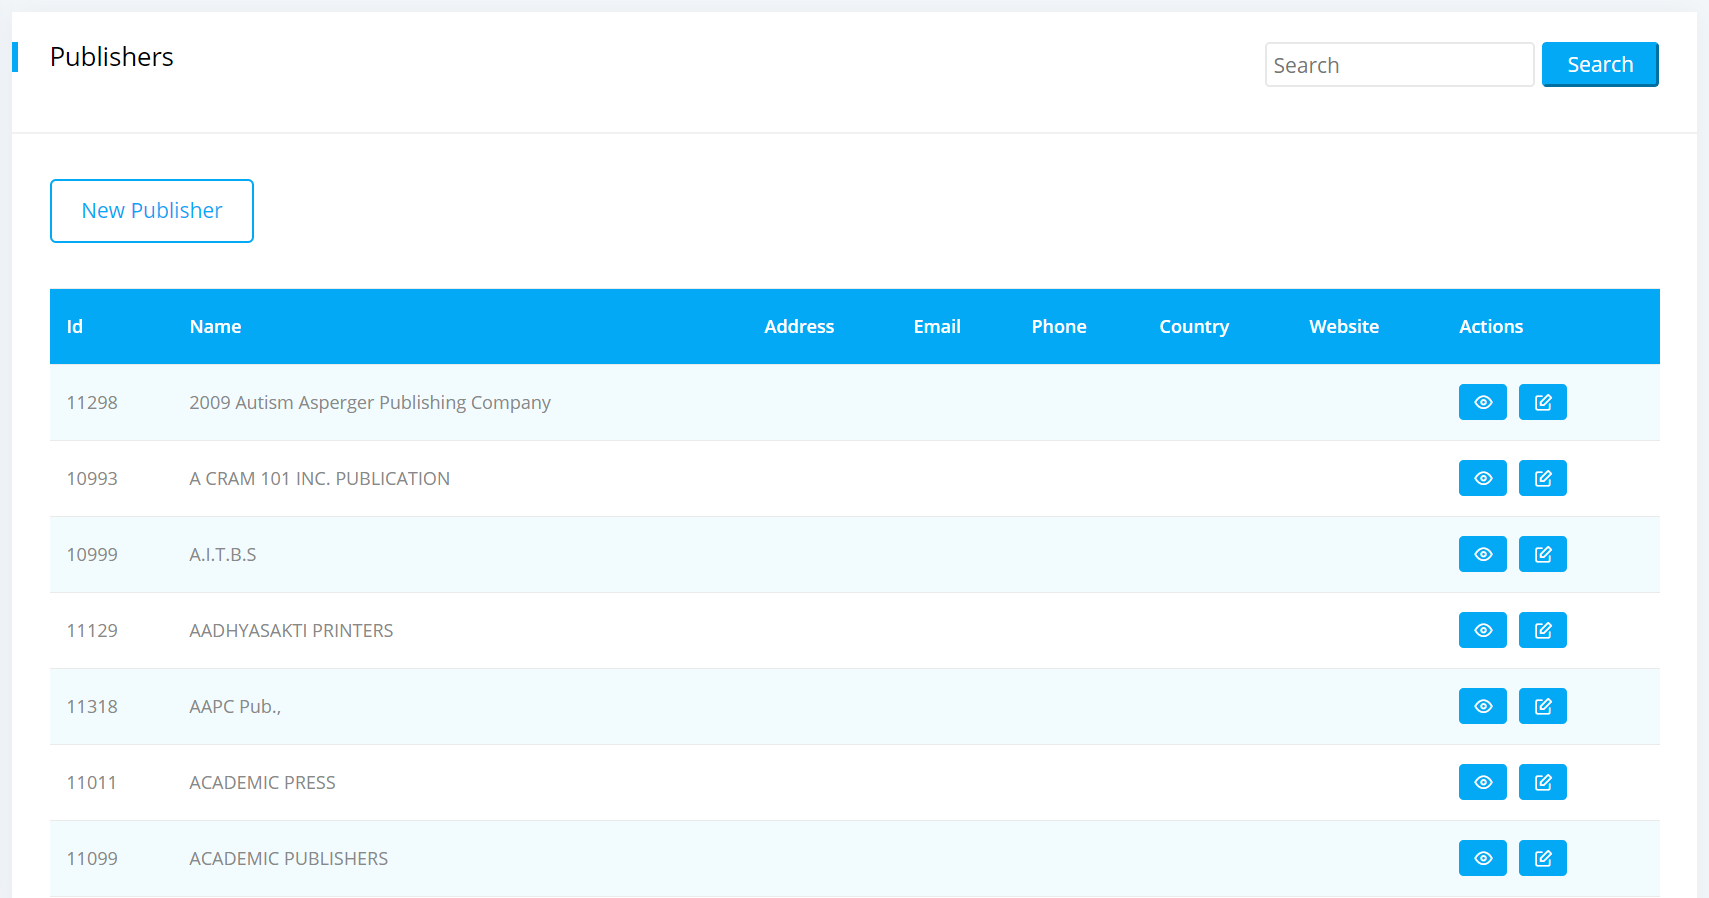 Publishers
Search Search
New Publisher
Id Name Address Email Phone Country Website Actions
11298 2009 Autism Asperger Publishing Company
10993 A CRAM 101 INC. PUBLICATION
10999 A.I.T.B.S
11129 AADHYASAKTI PRINTERS
11318 AAPC Pub.,
11011 ACADEMIC PRESS
11099 ACADEMIC PUBLISHERS